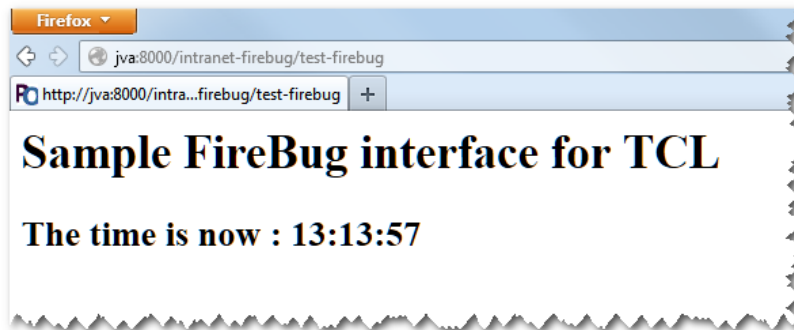 Firefox
jva:8000/intranet-firebug/test-firebug
http://jva:8000/intra...firebug/test-firebug
Sample FireBug interface for TCL
The time is now : 13:13:57